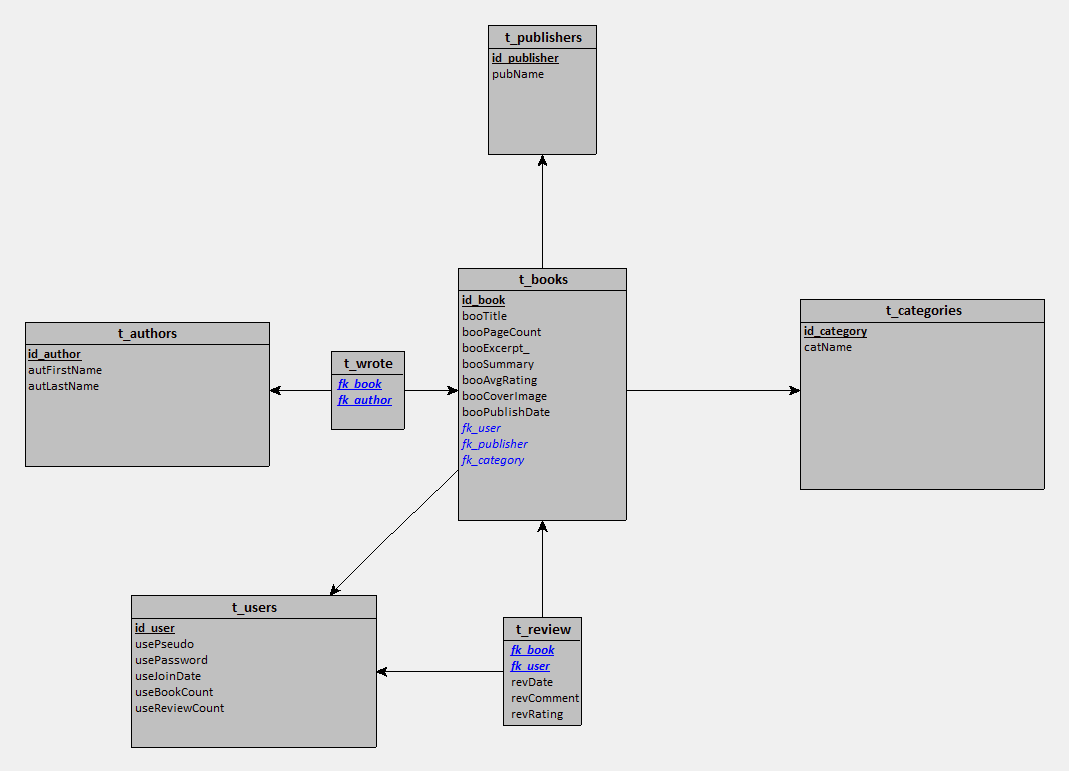 t_publishers
id_publisher
pubName
t_books
id_book
booTitle
booPageCount
booExcerpt_
booSummary
booAvgRating
booCoverImage
booPublishDate
fk_user
fk_publisher
fk_category
t_categories
id_category
catName
t_authors
id_author
autFirstName
autLastName
t_wrote
fk_book
fk_author
t_users
id_user
usePseudo
usePassword
useJoinDate
useBookCount
useReviewCount
t_review
fk_book
fk_user
revDate
revComment
revRating